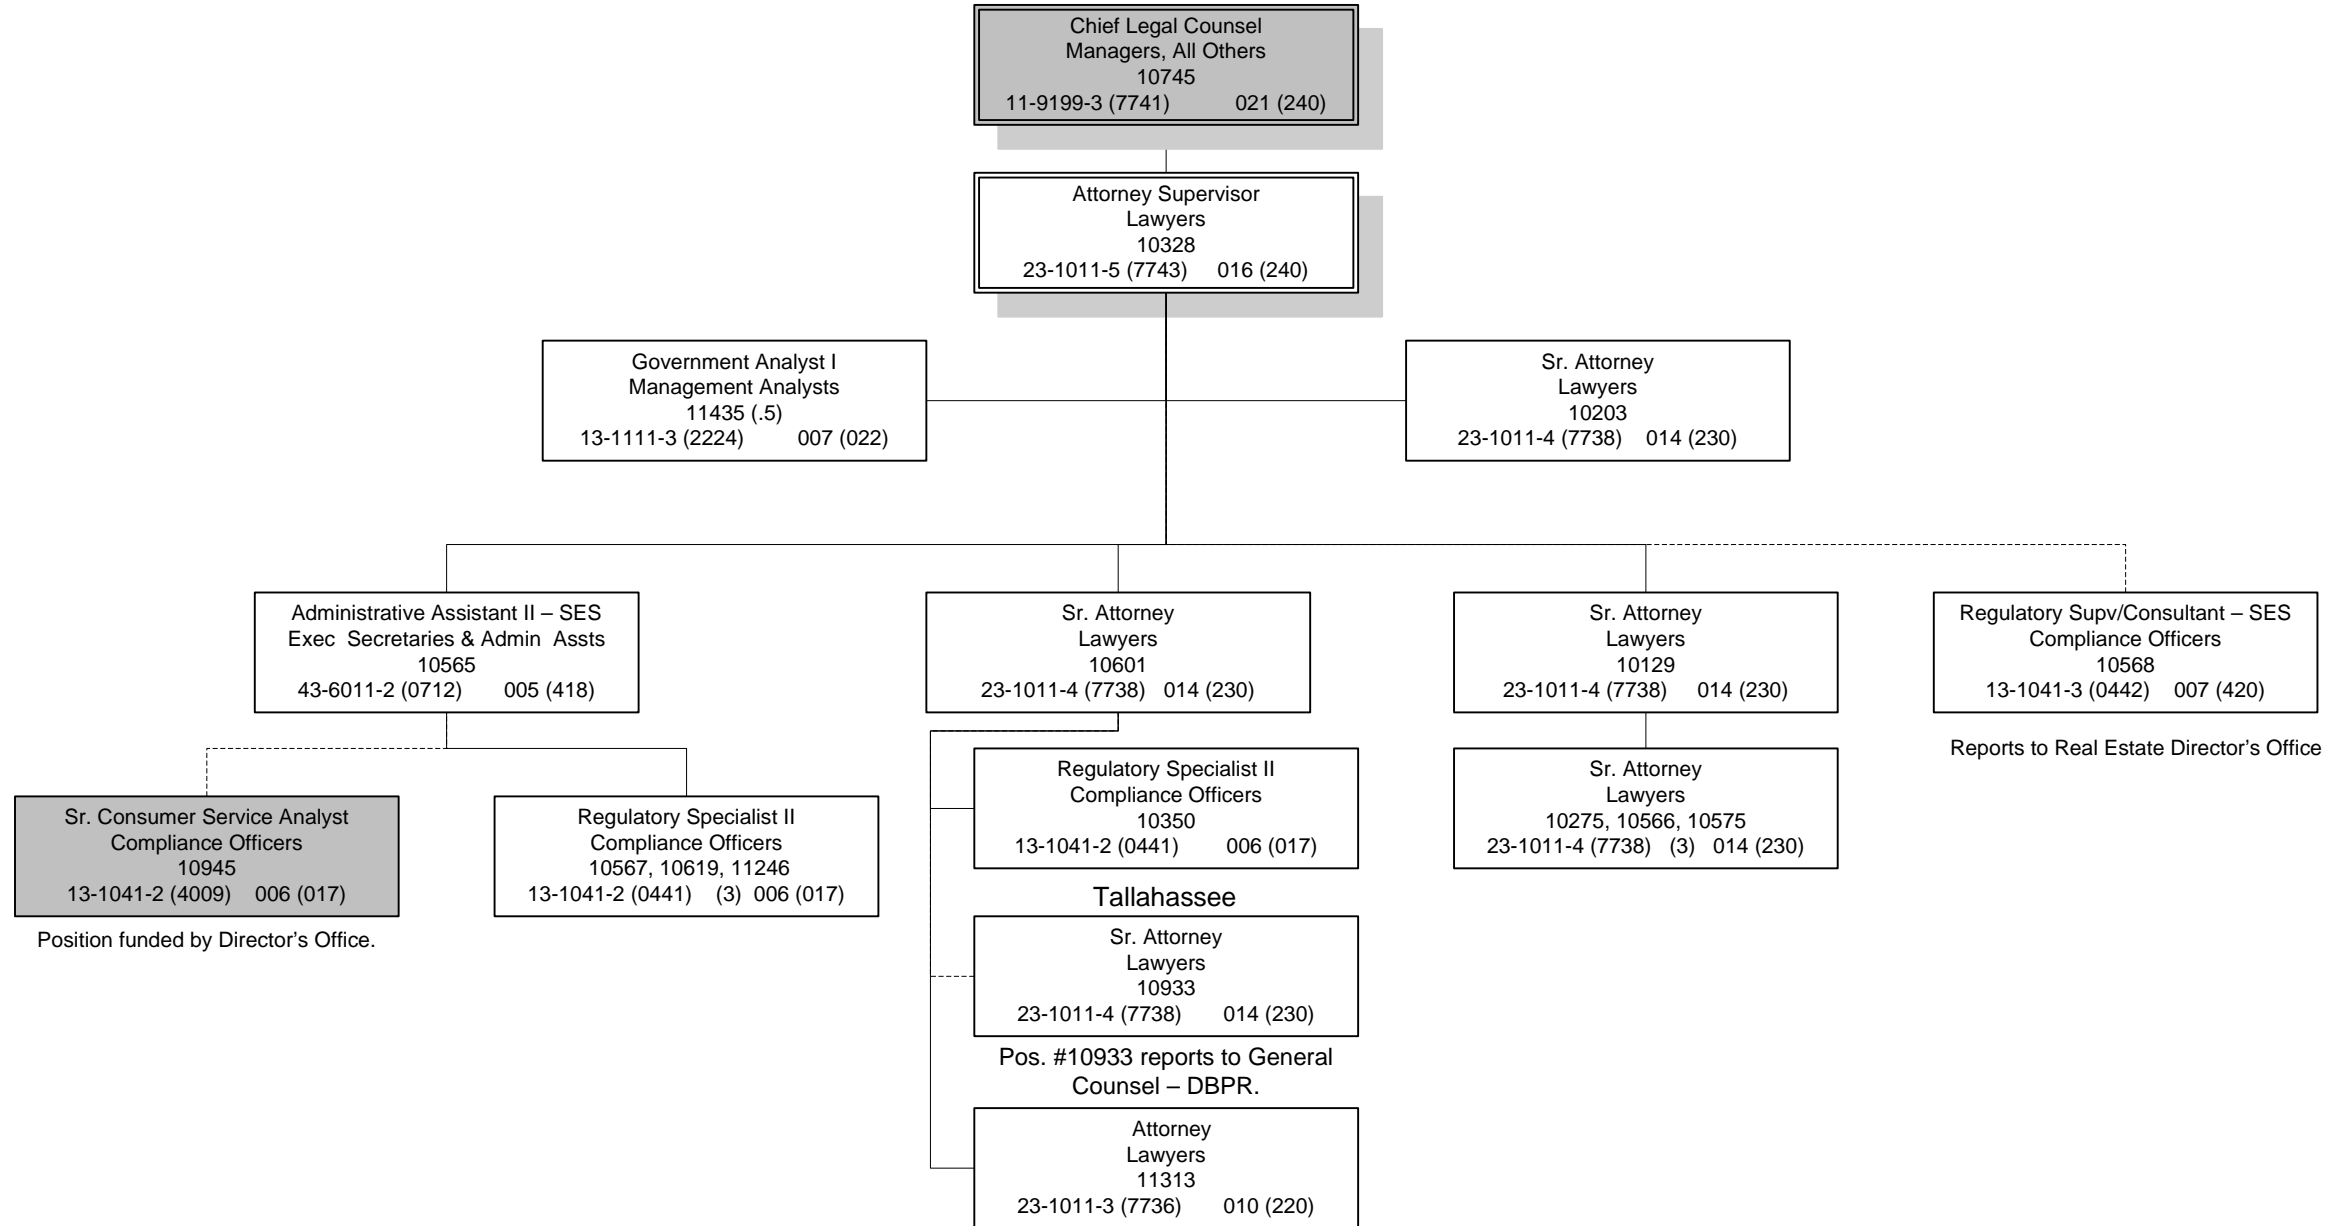 Chief Legal Counsel
Managers, All Others
10745
11-9199-3 (7741) 021 (240)
Attorney Supervisor
Lawyers
10328
23-1011-5 (7743) 016 (240)
Government Analyst I
Management Analysts
11435 (.5)
13-1111-3 (2224) 007 (022)
Sr. Attorney
Lawyers
10203
23-1011-4 (7738) 014 (230)
Administrative Assistant II – SES
Exec Secretaries & Admin Assts
10565
43-6011-2 (0712) 005 (418)
Sr. Attorney
Lawyers
10601
23-1011-4 (7738) 014 (230)
Sr. Attorney
Lawyers
10129
23-1011-4 (7738) 014 (230)
Regulatory Supv/Consultant – SES
Compliance Officers
10568
13-1041-3 (0442) 007 (420)
Reports to Real Estate Director's Office
Sr. Consumer Service Analyst
Compliance Officers
10945
13-1041-2 (4009) 006 (017)
Position funded by Director's Office.
Regulatory Specialist II
Compliance Officers
10567, 10619, 11246
13-1041-2 (0441) (3) 006 (017)
Regulatory Specialist II
Compliance Officers
10350
13-1041-2 (0441) 006 (017)
Tallahassee
Sr. Attorney
Lawyers
10933
23-1011-4 (7738) 014 (230)
Pos. #10933 reports to General
Counsel – DBPR.
Attorney
Lawyers
11313
23-1011-3 (7736) 010 (220)
Sr. Attorney
Lawyers
10275, 10566, 10575
23-1011-4 (7738) (3) 014 (230)